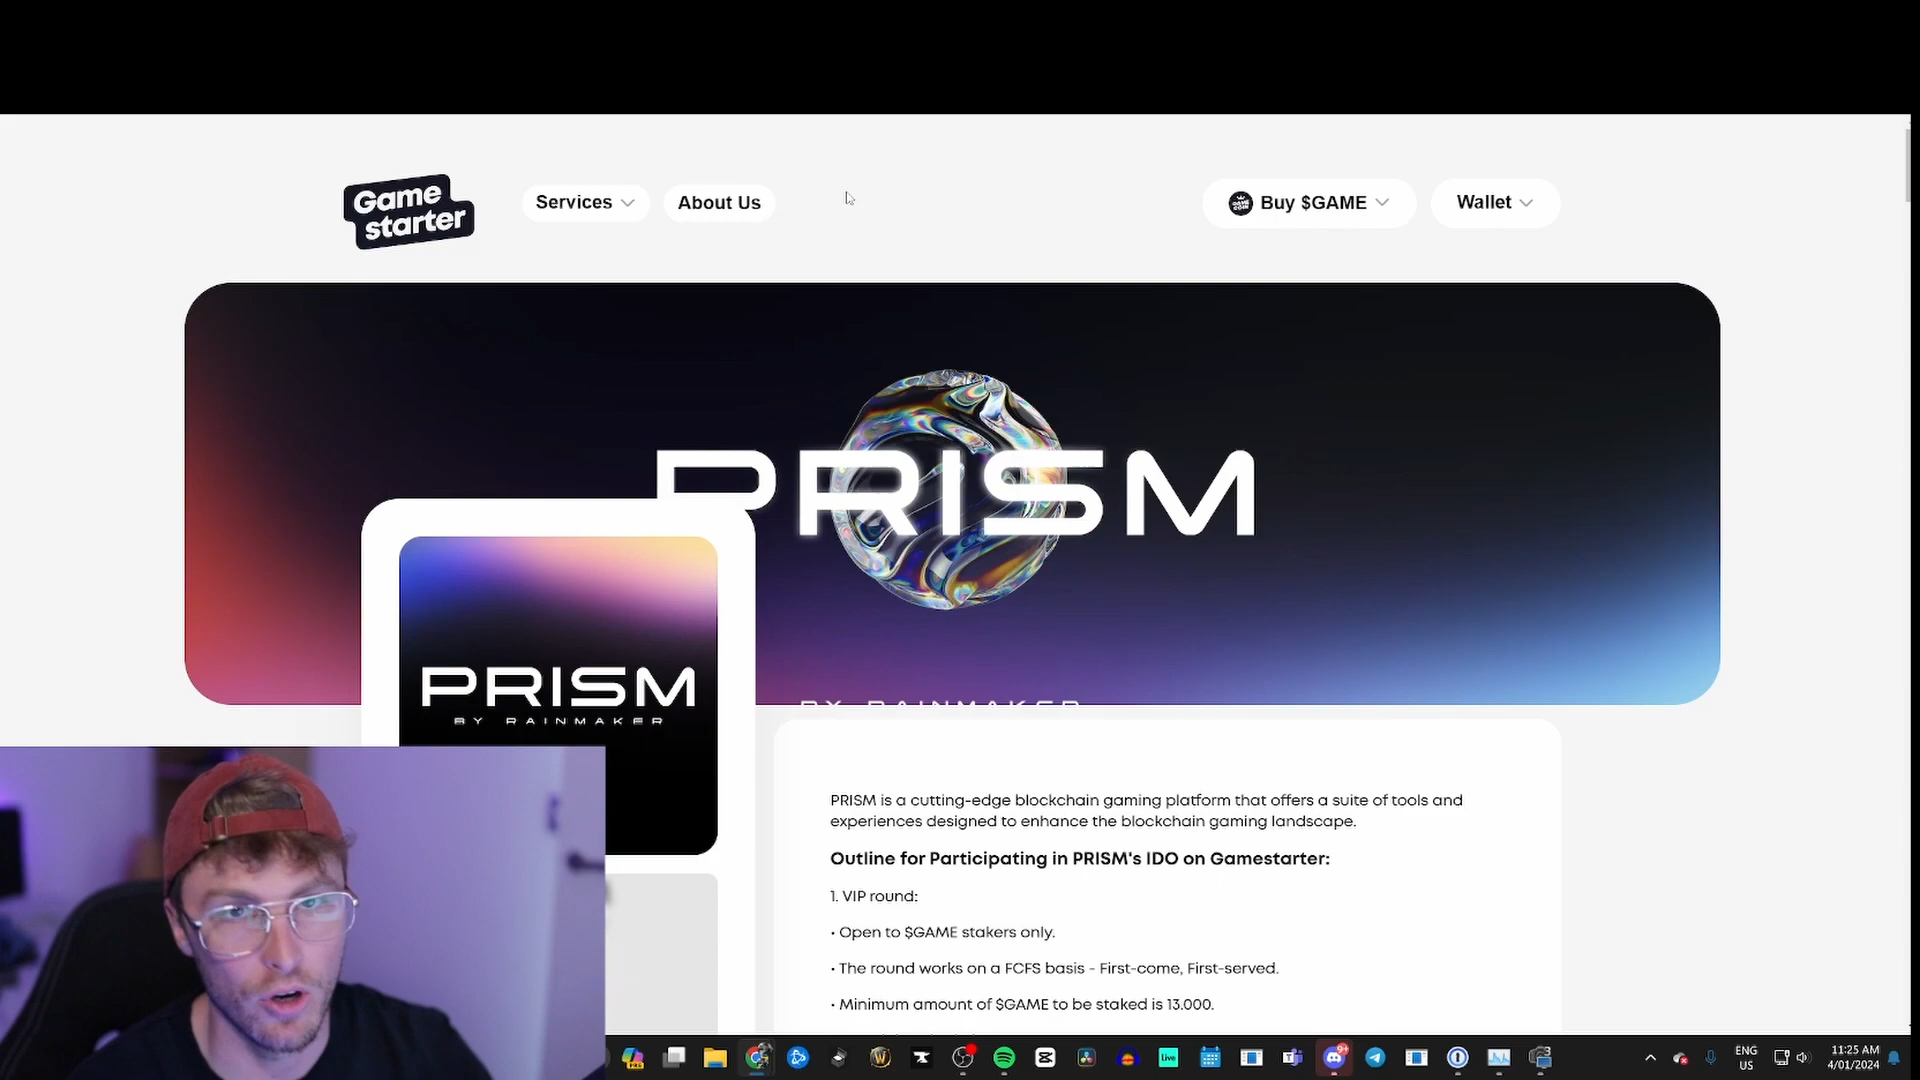 Game
starter
Services
About Us
Buy $GAME
Wallet
PRISM
PRISM
BY RAINMAKER
BY RAINMAKER
PRISM is a cutting-edge blockchain gaming platform that offers a suite of tools and
experiences designed to enhance the blockchain gaming landscape.
Outline for Participating in PRISM's IDO on Gamestarter:
1. VIP round:
• Open to $GAME stakers only.
• The round works on a FCFS basis - First-come, First-served.
• Minimum amount of $GAME to be staked is 13.000.
ENG
US
11:25 AM
4/01/2024